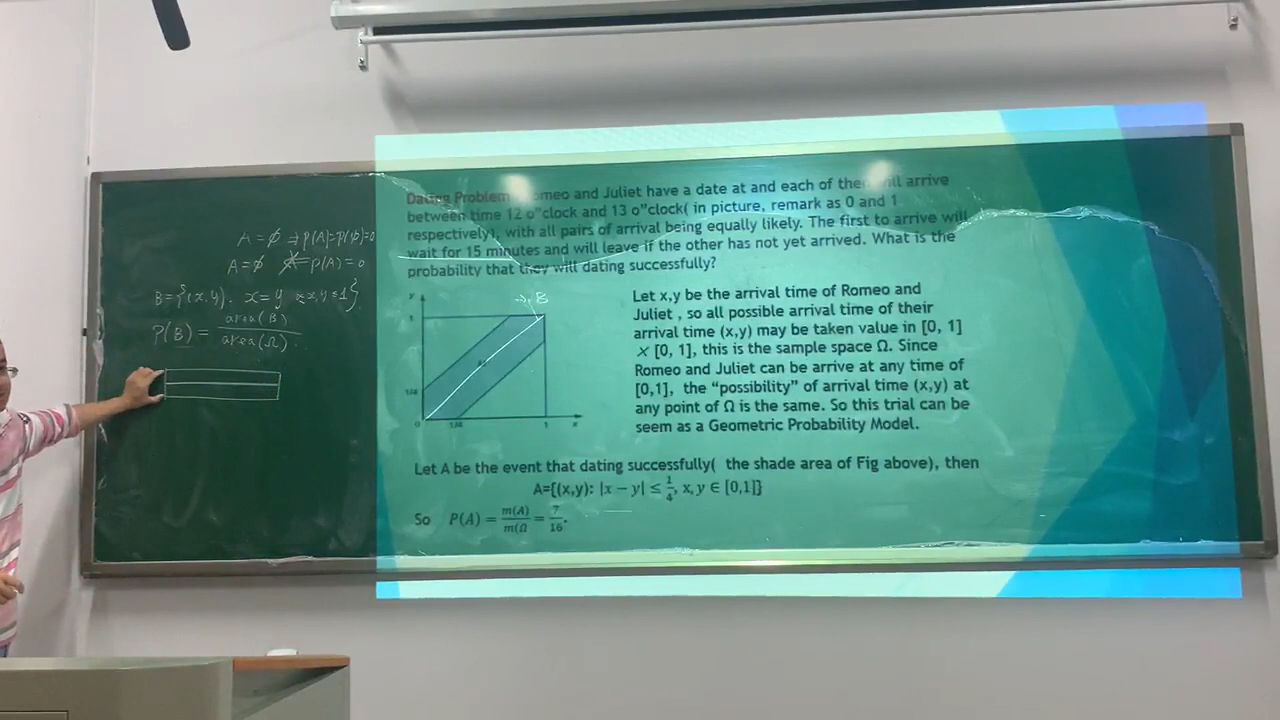 A = ∅ ⇒ P(A)=P(∅)=0
A = ∅ ⇍ P(A) = 0
B = {(x,y). x = y 0≤x,y≤1}
P(B) = area(B) / area(Ω).
Dating Problem Romeo and Juliet have a date at and each of them will arrive
between time 12 o"clock and 13 o"clock( in picture, remark as 0 and 1
respectively), with all pairs of arrival being equally likely. The first to arrive will
wait for 15 minutes and will leave if the other has not yet arrived. What is the
probability that they will dating successfully?
y
B
1
1/4
0 1/4 1 x
Let x,y be the arrival time of Romeo and
Juliet , so all possible arrival time of their
arrival time (x,y) may be taken value in [0, 1]
× [0, 1], this is the sample space Ω. Since
Romeo and Juliet can be arrive at any time of
[0,1], the “possibility” of arrival time (x,y) at
any point of Ω is the same. So this trial can be
seem as a Geometric Probability Model.
Let A be the event that dating successfully( the shade area of Fig above), then
A={(x,y): |x − y| ≤ 1/4, x, y ∈ [0,1]}
So P(A) = m(A)/m(Ω = 7/16.